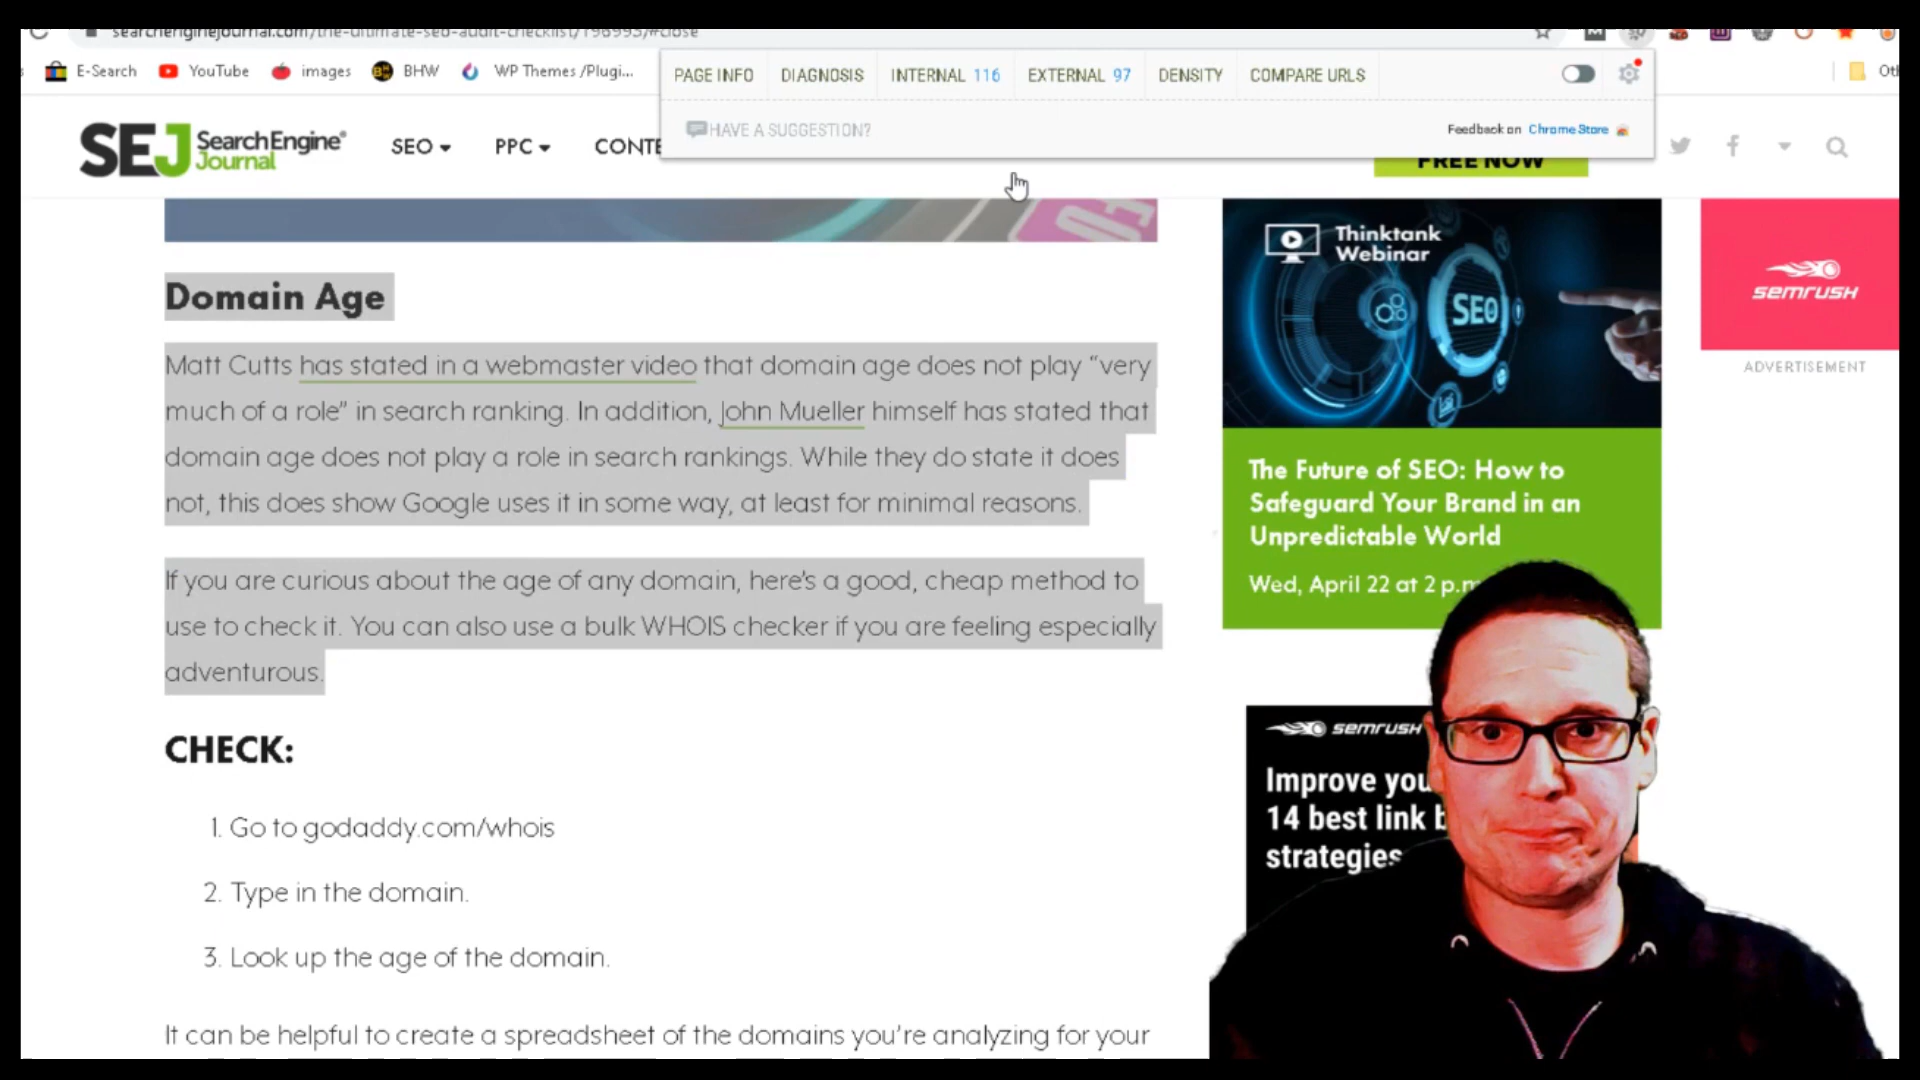 searchenginejournal.com/the-ultimate-seo-audit-checklist/196993/#close
E-Search
YouTube
images
BHW
WP Themes /Plugi...
PAGE INFO
DIAGNOSIS
INTERNAL 116
EXTERNAL 97
DENSITY
COMPARE URLS
HAVE A SUGGESTION?
Feedback on Chrome Store
SEJ SearchEngine® Journal
SEO
PPC
CONTE
FREE NOW
Domain Age
Matt Cutts has stated in a webmaster video that domain age does not play “very
much of a role” in search ranking. In addition, John Mueller himself has stated that
domain age does not play a role in search rankings. While they do state it does
not, this does show Google uses it in some way, at least for minimal reasons.
If you are curious about the age of any domain, here’s a good, cheap method to
use to check it. You can also use a bulk WHOIS checker if you are feeling especially
adventurous.
CHECK:
1. Go to godaddy.com/whois
2. Type in the domain.
3. Look up the age of the domain.
It can be helpful to create a spreadsheet of the domains you’re analyzing for your
Thinktank
Webinar
SEO
The Future of SEO: How to
Safeguard Your Brand in an
Unpredictable World
Wed, April 22 at 2 p.m
semrush
ADVERTISEMENT
semrush
Improve you
14 best link b
strategies